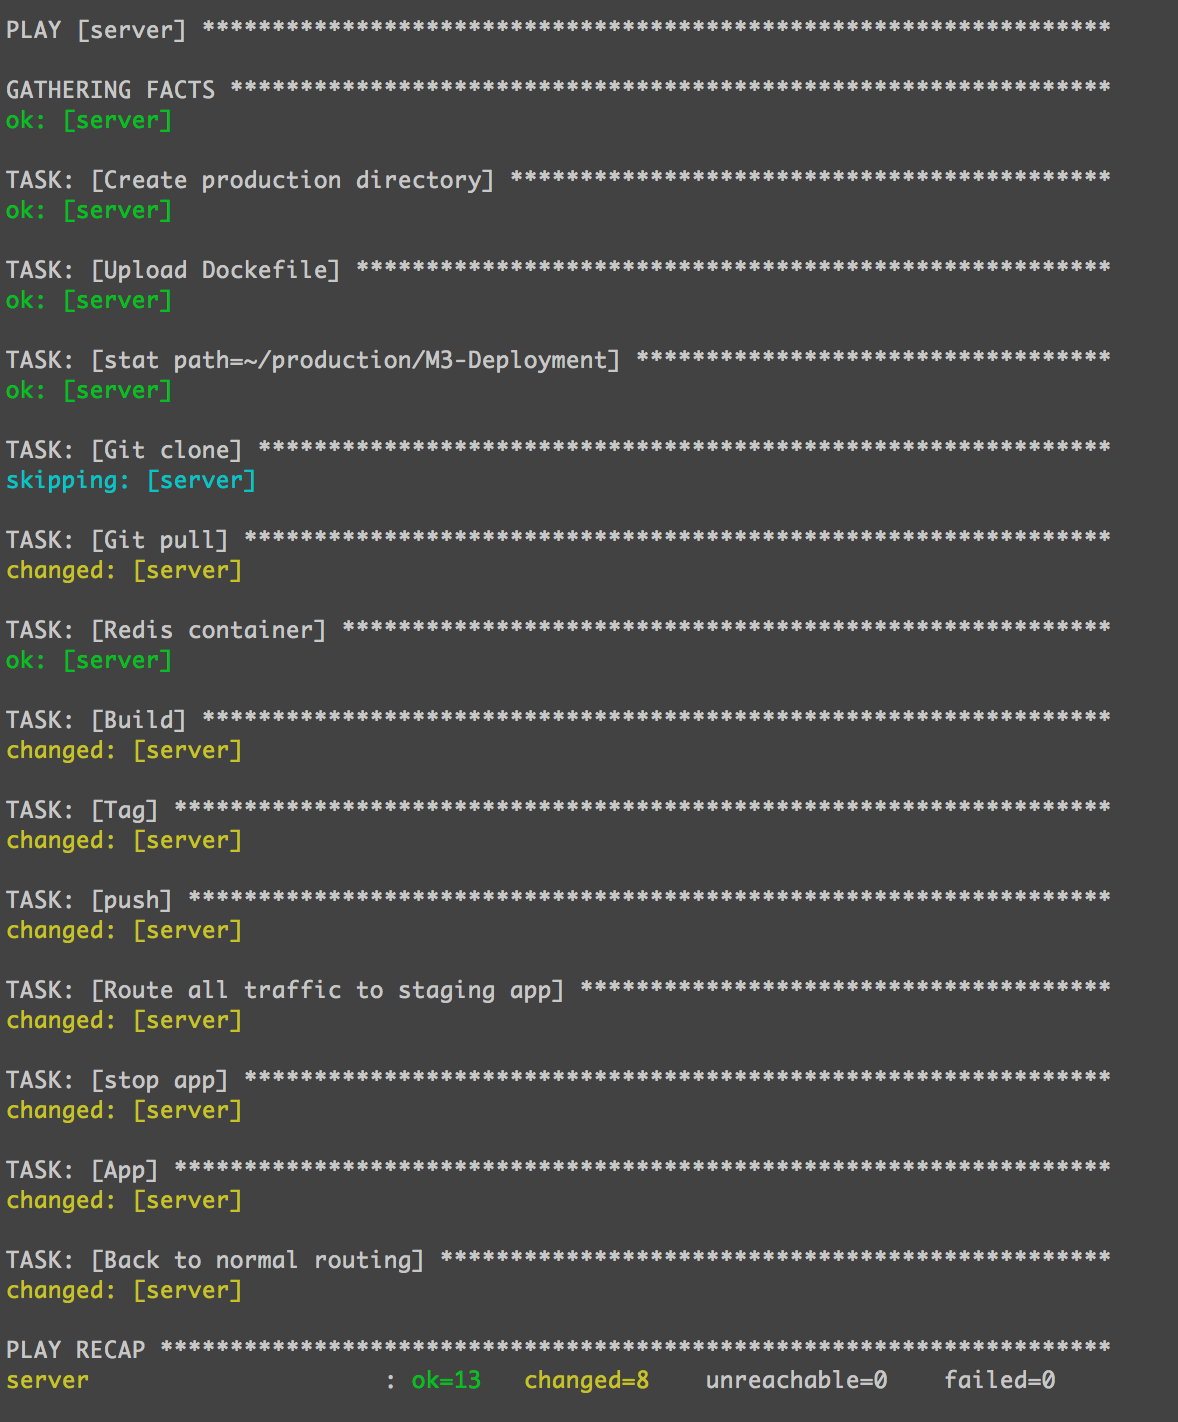 PLAY [server] *****************************************************************

GATHERING FACTS ***************************************************************
ok: [server]

TASK: [Create production directory] *******************************************
ok: [server]

TASK: [Upload Dockefile] ******************************************************
ok: [server]

TASK: [stat path=~/production/M3-Deployment] **********************************
ok: [server]

TASK: [Git clone] *************************************************************
skipping: [server]

TASK: [Git pull] **************************************************************
changed: [server]

TASK: [Redis container] *******************************************************
ok: [server]

TASK: [Build] *****************************************************************
changed: [server]

TASK: [Tag] *******************************************************************
changed: [server]

TASK: [push] ******************************************************************
changed: [server]

TASK: [Route all traffic to staging app] **************************************
changed: [server]

TASK: [stop app] **************************************************************
changed: [server]

TASK: [App] *******************************************************************
changed: [server]

TASK: [Back to normal routing] ************************************************
changed: [server]

PLAY RECAP ********************************************************************
server                     : ok=13   changed=8    unreachable=0    failed=0